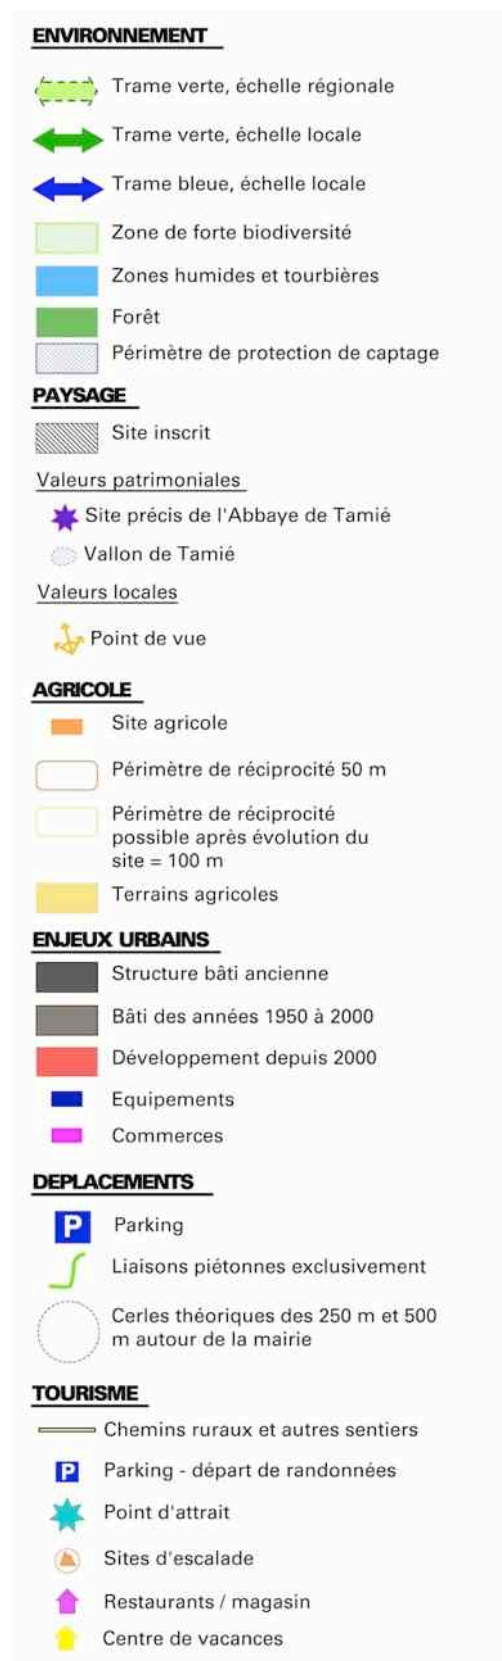 ENVIRONNEMENT
Trame verte, échelle régionale
Trame verte, échelle locale
Trame bleue, échelle locale
Zone de forte biodiversité
Zones humides et tourbières
Forêt
Périmètre de protection de captage
PAYSAGE
Site inscrit
Valeurs patrimoniales
Site précis de l'Abbaye de Tamié
Vallon de Tamié
Valeurs locales
Point de vue
AGRICOLE
Site agricole
Périmètre de réciprocité 50 m
Périmètre de réciprocité
possible après évolution du
site = 100 m
Terrains agricoles
ENJEUX URBAINS
Structure bâti ancienne
Bâti des années 1950 à 2000
Développement depuis 2000
Equipements
Commerces
DEPLACEMENTS
P Parking
Liaisons piétonnes exclusivement
Cerles théoriques des 250 m et 500
m autour de la mairie
TOURISME
Chemins ruraux et autres sentiers
P Parking - départ de randonnées
Point d'attrait
Sites d'escalade
Restaurants / magasin
Centre de vacances